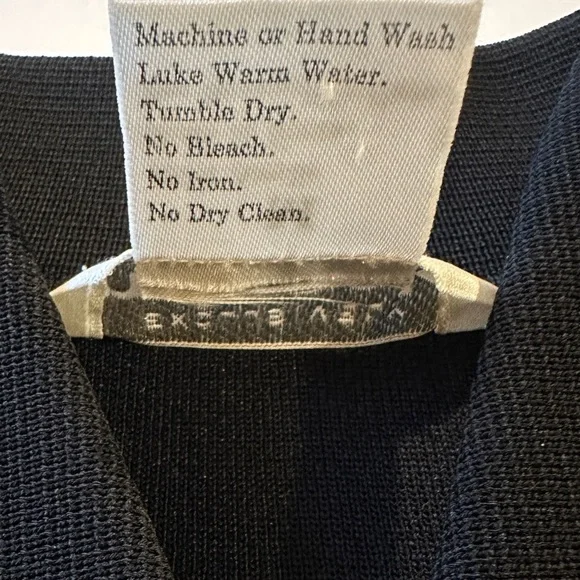 Machine or Hand Wash
Luke Warm Water.
Tumble Dry.
No Bleach.
No Iron.
No Dry Clean.